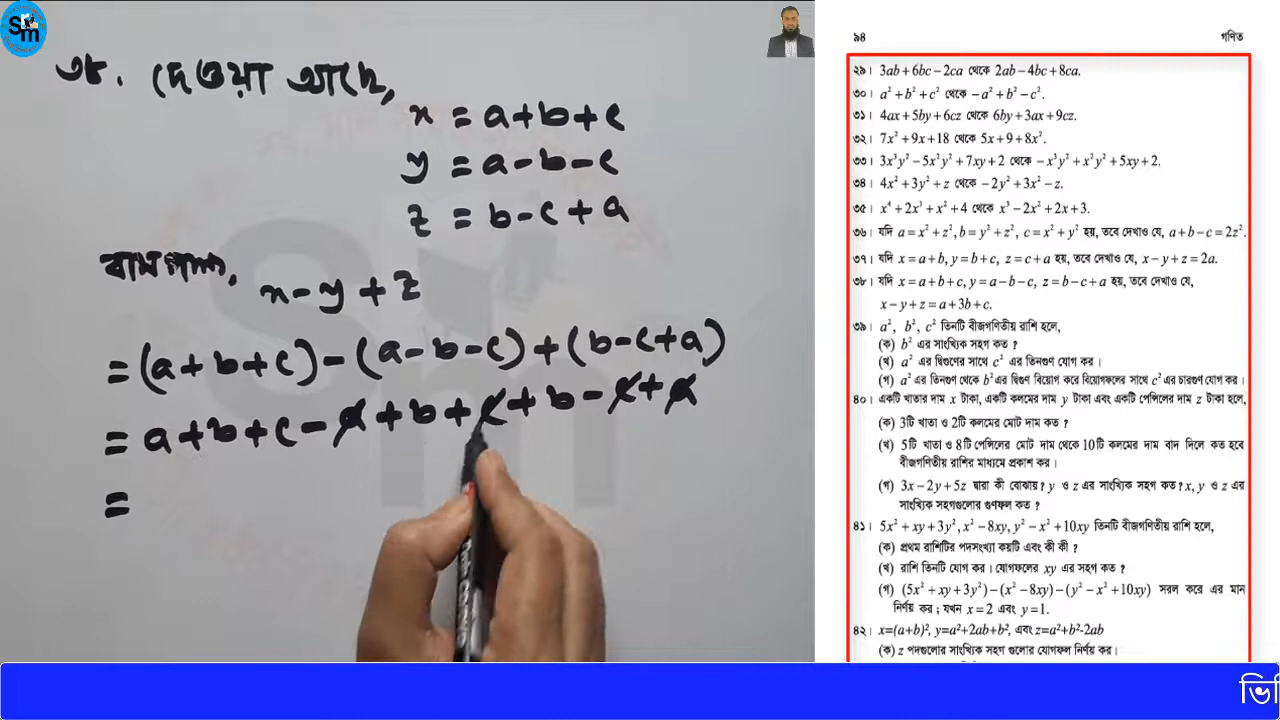 Sm
৩৮. দেওয়া আছে,
x = a+b+c
y = a-b-c
z = b-c+a
বামপক্ষ,
x-y+z
= (a+b+c)-(a-b-c)+(b-c+a)
= a+b+c-a+b+c+b-c+a
=
৯৪ গণিত
২৯। 3ab+6bc−2ca থেকে 2ab−4bc+8ca.
৩০। a²+b²+c² থেকে −a²+b²−c².
৩১। 4ax+5by+6cz থেকে 6by+3ax+9cz.
৩২। 7x²+9x+18 থেকে 5x+9+8x².
৩৩। 3x³y²−5x²y²+7xy+2 থেকে −x³y²+x²y²+5xy+2.
৩৪। 4x²+3y²+z থেকে −2y²+3x²−z.
৩৫। x⁴+2x³+x²+4 থেকে x³−2x²+2x+3.
৩৬। যদি a=x²+z², b=y²+z², c=x²+y² হয়, তবে দেখাও যে, a+b−c=2z².
৩৭। যদি x=a+b, y=b+c, z=c+a হয়, তবে দেখাও যে, x−y+z=2a.
৩৮। যদি x=a+b+c, y=a−b−c, z=b−c+a হয়, তবে দেখাও যে,
x−y+z=a+3b+c.
৩৯। a², b², c² তিনটি বীজগণিতীয় রাশি হলে,
(ক) b² এর সাংখ্যিক সহগ কত ?
(খ) a² এর দ্বিগুণের সাথে c² এর তিনগুণ যোগ কর।
(গ) a² এর তিনগুণ থেকে b² এর দ্বিগুণ বিয়োগ করে বিয়োগফলের সাথে c² এর চারগুণ যোগ কর।
৪০। একটি খাতার দাম x টাকা, একটি কলমের দাম y টাকা এবং একটি পেন্সিলের দাম z টাকা হলে,
(ক) 3টি খাতা ও 2টি কলমের মোট দাম কত ?
(খ) 5টি খাতা ও 8টি পেন্সিলের মোট দাম থেকে 10টি কলমের দাম বাদ দিলে কত হবে
বীজগণিতীয় রাশির মাধ্যমে প্রকাশ কর।
(গ) 3x−2y+5z দ্বারা কী বোঝায় ? y ও z এর সাংখ্যিক সহগ কত ? x, y ও z এর
সাংখ্যিক সহগগুলোর গুণফল কত ?
৪১। 5x²+xy+3y², x²−8xy, y²−x²+10xy তিনটি বীজগণিতীয় রাশি হলে,
(ক) প্রথম রাশিটির পদসংখ্যা কয়টি এবং কী কী ?
(খ) রাশি তিনটি যোগ কর। যোগফলের xy এর সহগ কত ?
(গ) (5x²+xy+3y²)−(x²−8xy)−(y²−x²+10xy) সরল করে এর মান
নির্ণয় কর ; যখন x=2 এবং y=1.
৪২। x=(a+b)², y=a²+2ab+b², এবং z=a²+b²-2ab
(ক) z পদগুলোর সাংখ্যিক সহগ গুলোর যোগফল নির্ণয় কর।
ভি